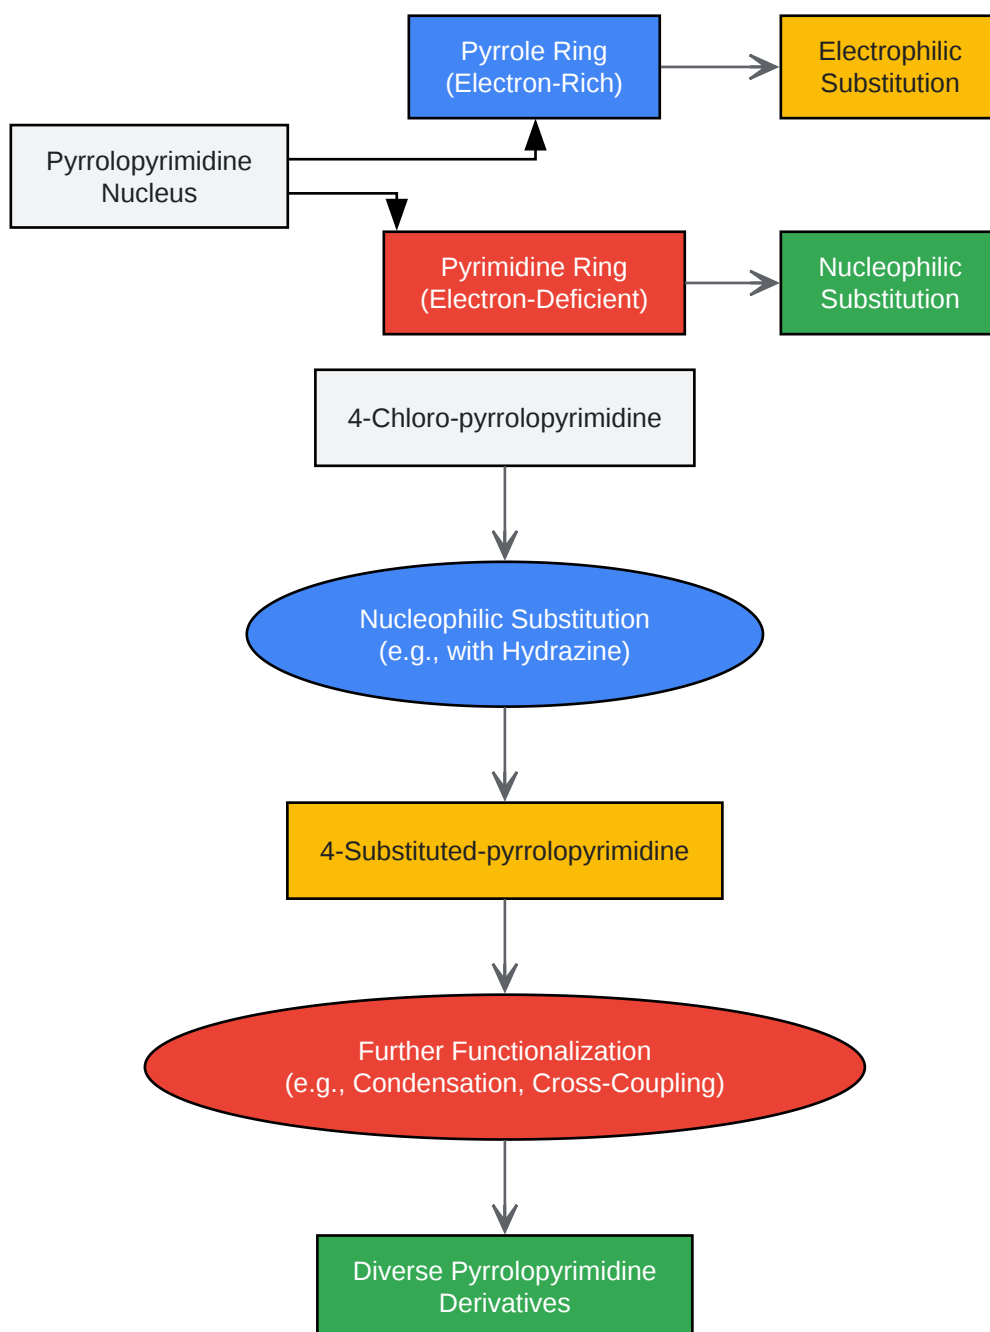 Pyrrole Ring
(Electron-Rich)
Electrophilic
Substitution
Pyrrolopyrimidine
Nucleus
Pyrimidine Ring
(Electron-Deficient)
Nucleophilic
Substitution
4-Chloro-pyrrolopyrimidine
Nucleophilic Substitution
(e.g., with Hydrazine)
4-Substituted-pyrrolopyrimidine
Further Functionalization
(e.g., Condensation, Cross-Coupling)
Diverse Pyrrolopyrimidine
Derivatives